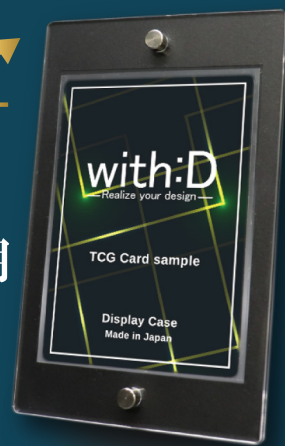 with:D
Realize your design
TCG Card sample
Display Case
Made in Japan